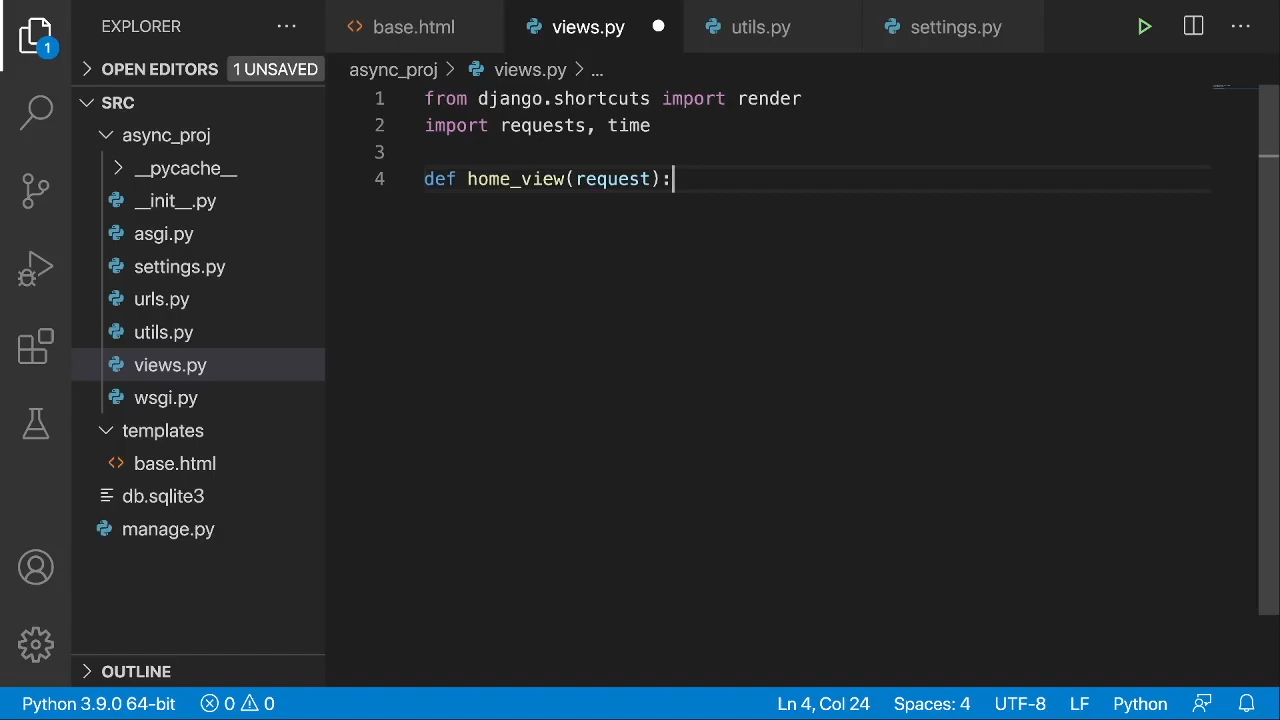 EXPLORER ···
base.html
views.py
utils.py
settings.py
···
1
OPEN EDITORS 1 UNSAVED
SRC
async_proj
__pycache__
__init__.py
asgi.py
settings.py
urls.py
utils.py
views.py
wsgi.py
templates
base.html
db.sqlite3
manage.py
OUTLINE
async_proj > views.py > ...
1 from django.shortcuts import render
2 import requests, time
3
4 def home_view(request):
Python 3.9.0 64-bit 0 0 Ln 4, Col 24 Spaces: 4 UTF-8 LF Python